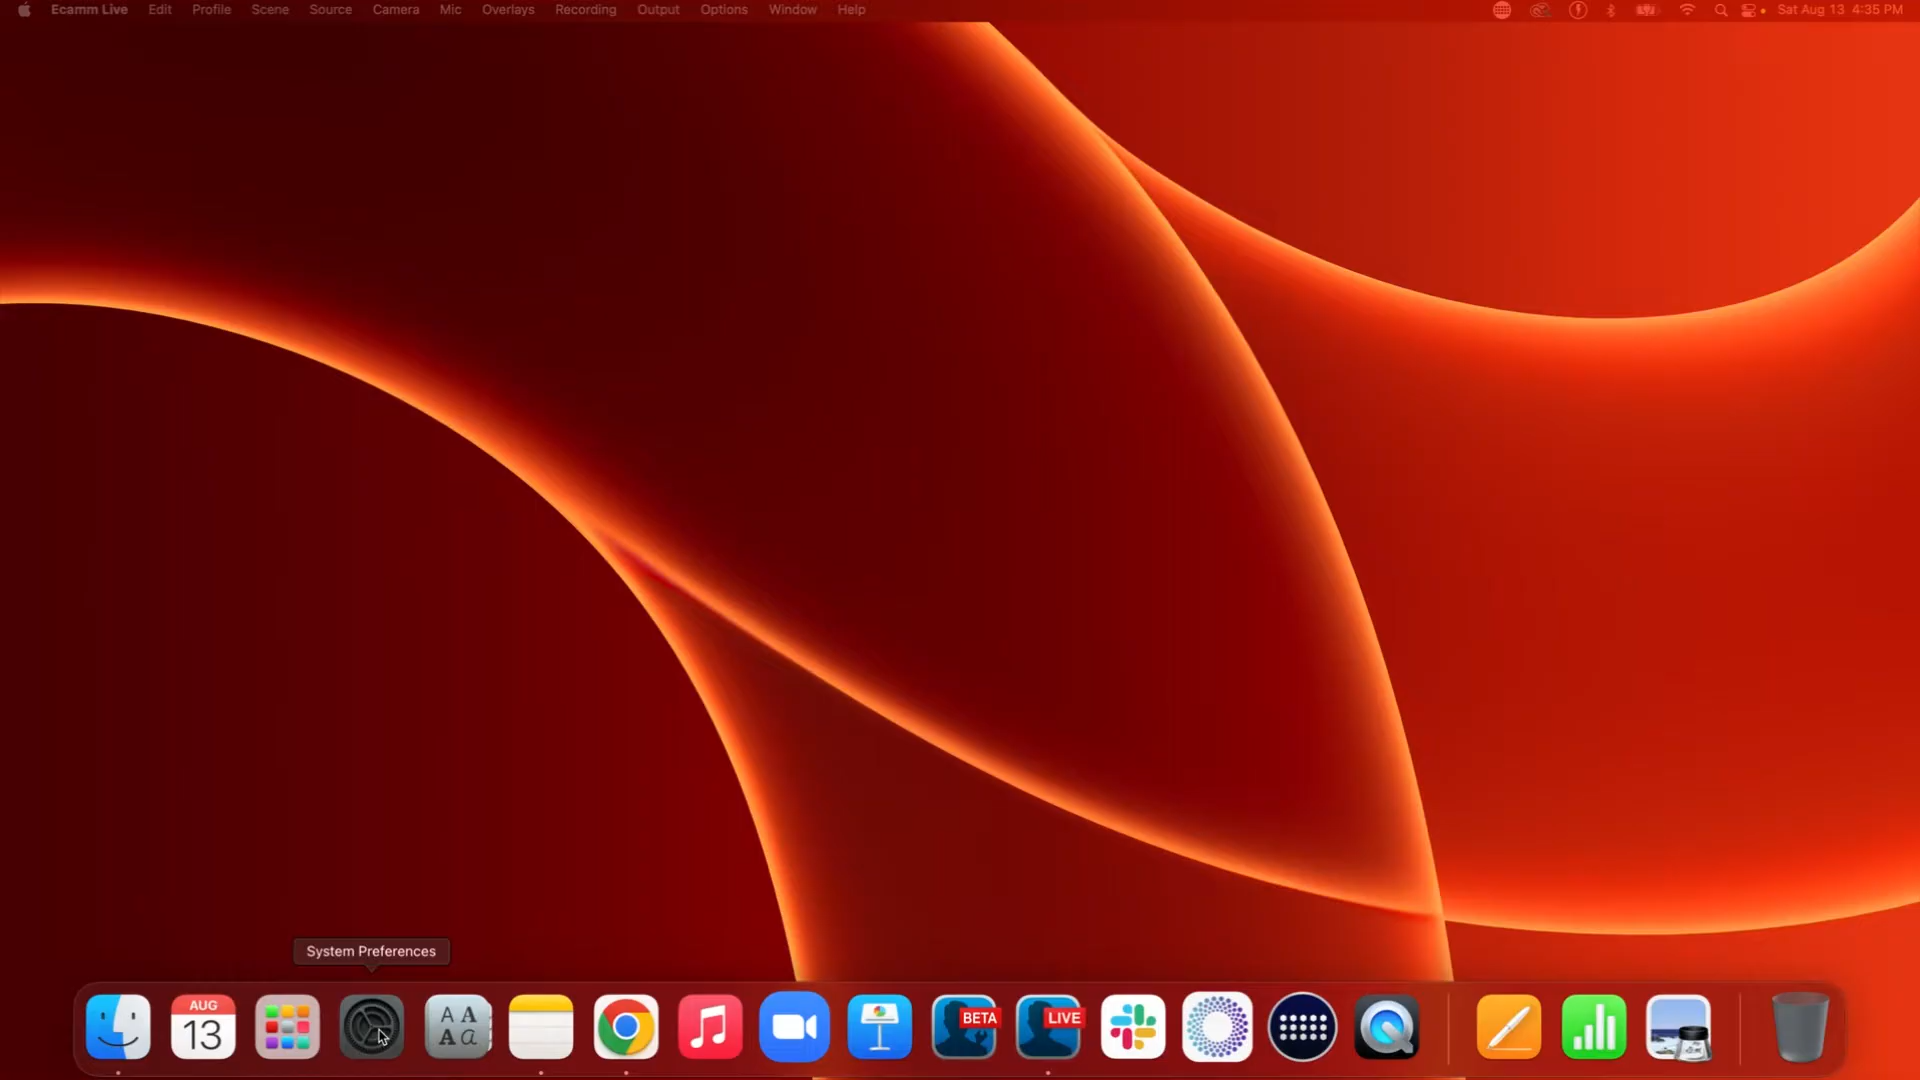 Ecamm Live Edit Profile Scene Source Camera Mic Overlays Recording Output Options Window Help Sat Aug 13 4:35 PM
System Preferences
AUG
13
A A
A a
BETA
LIVE